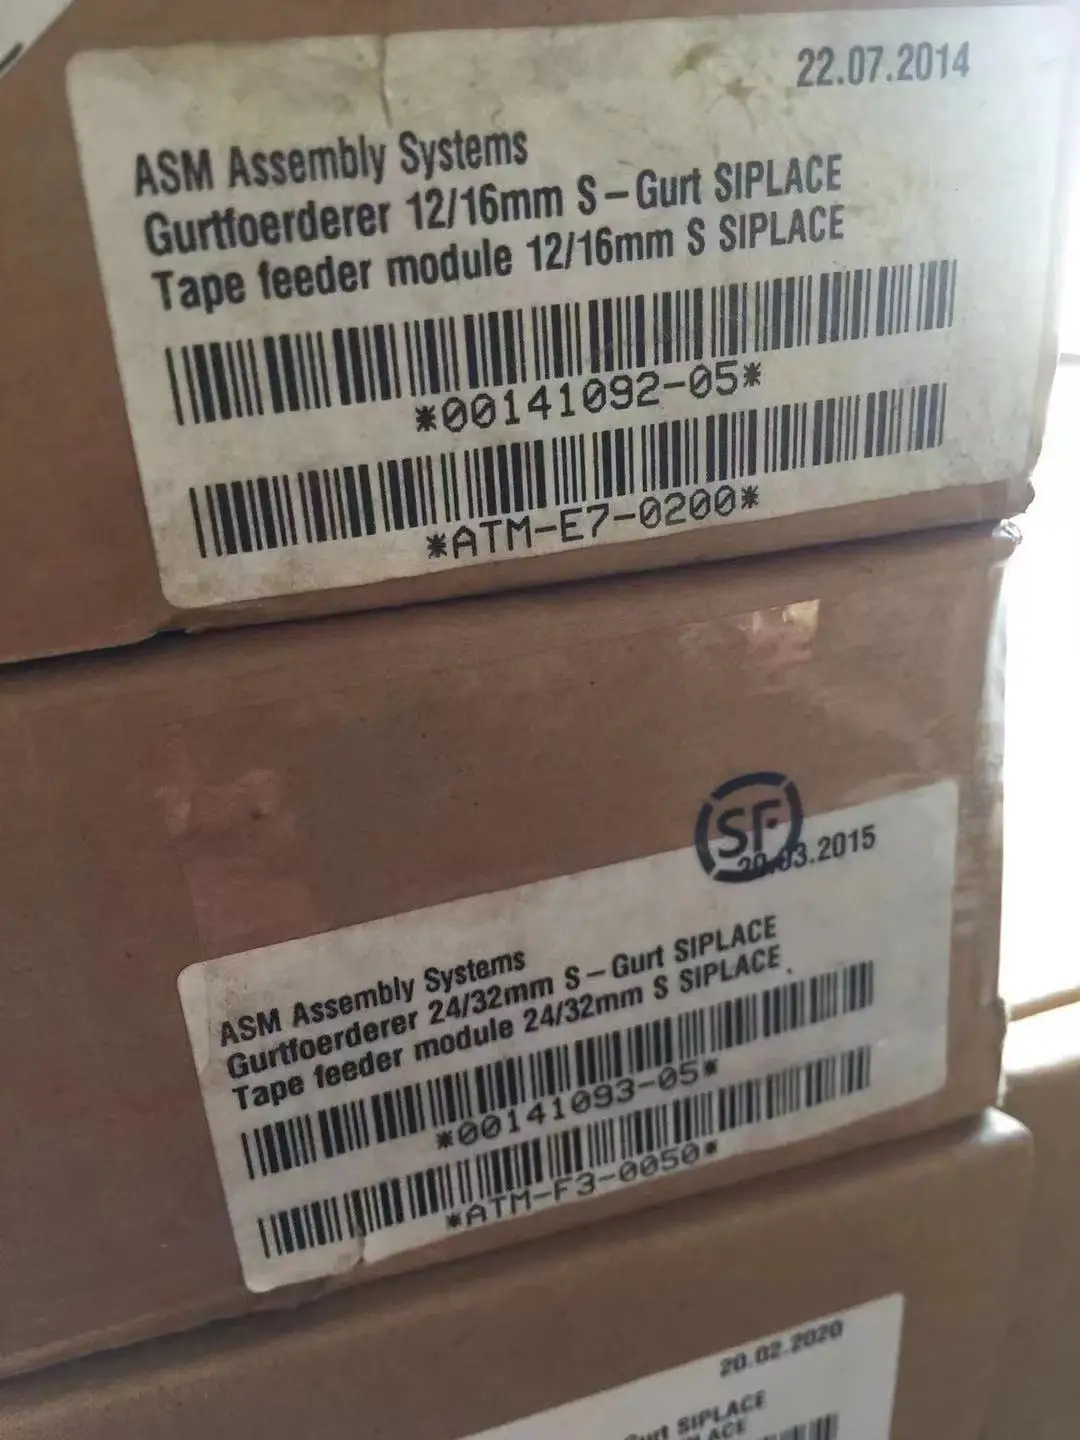 22.07.2014
ASM Assembly Systems
Gurtfoerderer 12/16mm S-Gurt SIPLACE
Tape feeder module 12/16mm S SIPLACE
*00141092-05*
*ATM-E7-0200*
SF
20.03.2015
ASM Assembly Systems
Gurtfoerderer 24/32mm S-Gurt SIPLACE
Tape feeder module 24/32mm S SIPLACE
*00141093-05*
*ATM-F3-0050*
20.02.2020
Gurt SIPLACE